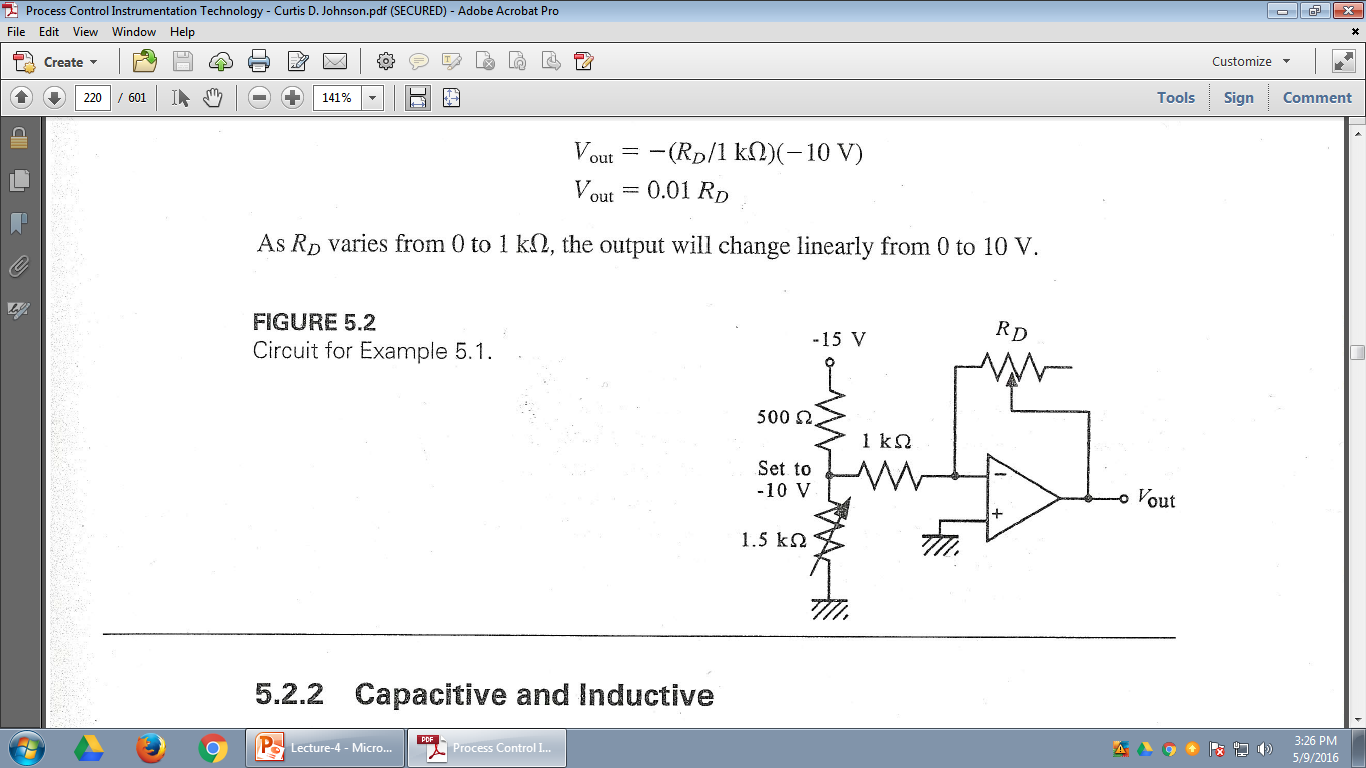 Process Control Instrumentation Technology - Curtis D. Johnson.pdf (SECURED) - Adobe Acrobat Pro
File Edit View Window Help
Create Customize
220 / 601 141% Tools Sign Comment
Vout = −(RD/1 kΩ)(−10 V)
Vout = 0.01 RD
As RD varies from 0 to 1 kΩ, the output will change linearly from 0 to 10 V.
FIGURE 5.2
Circuit for Example 5.1.
-15 V
RD
500 Ω
1 kΩ
Set to
-10 V
−
+
Vout
1.5 kΩ
5.2.2 Capacitive and Inductive
Lecture-4 - Micro... PDF Process Control I...
3:26 PM
5/9/2016